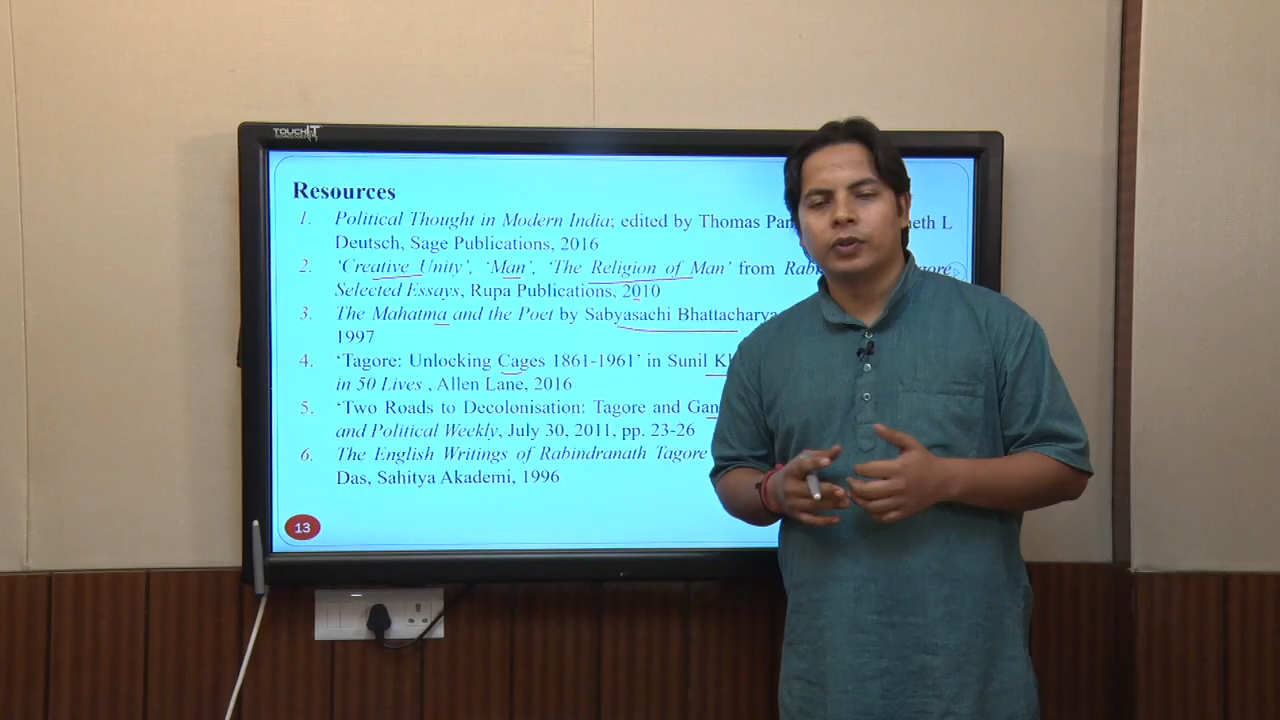 TOUCHIT
TECHNOLOGIES
Resources
1. Political Thought in Modern India; edited by Thomas L
Deutsch, Sage Publications, 2016
2. ‘Creative Unity’, ‘Man’, ‘The Religion of Man’ from
Selected Essays, Rupa Publications, 2010
3. The Mahatma and the Poet by Sabyasachi Bhattacharya
1997
4. ‘Tagore: Unlocking Cages 1861-1961’ in Sunil
in 50 Lives , Allen Lane, 2016
5. ‘Two Roads to Decolonisation: Tagore and
and Political Weekly, July 30, 2011, pp. 23-26
6. The English Writings of Rabindranath Tagore
Das, Sahitya Akademi, 1996
13